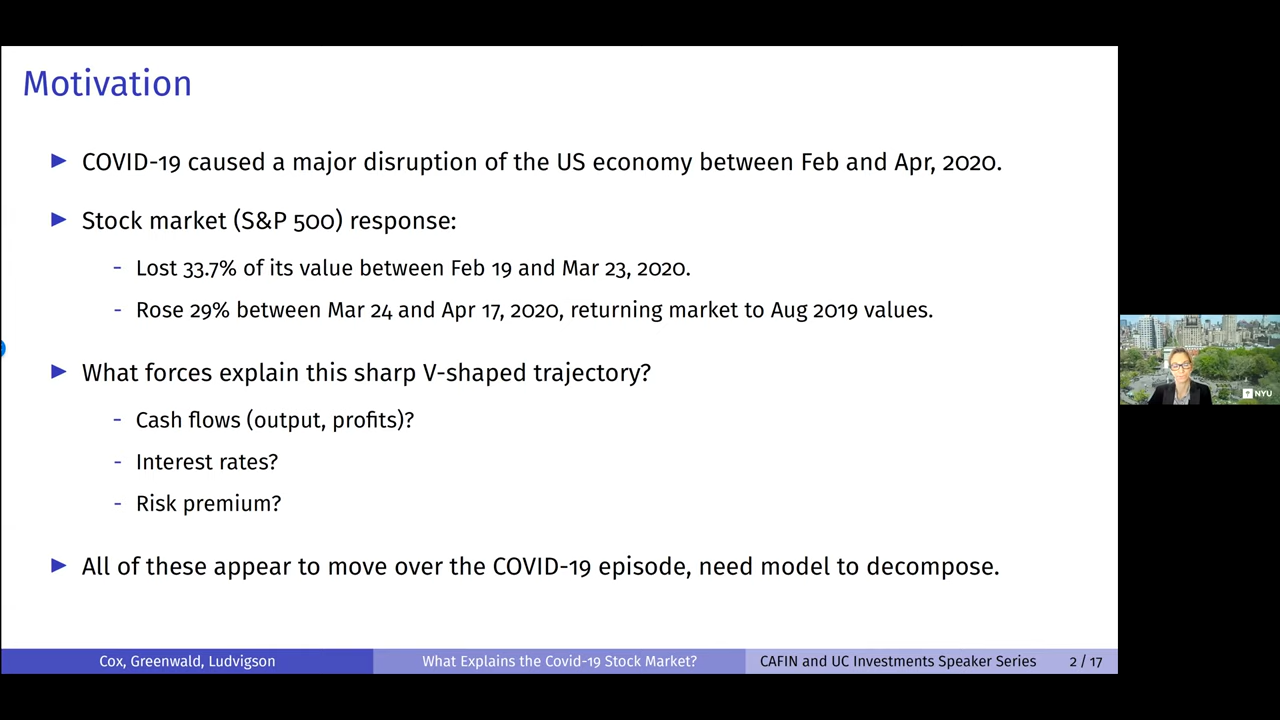 Motivation
► COVID-19 caused a major disruption of the US economy between Feb and Apr, 2020.
► Stock market (S&P 500) response:
- Lost 33.7% of its value between Feb 19 and Mar 23, 2020.
- Rose 29% between Mar 24 and Apr 17, 2020, returning market to Aug 2019 values.
► What forces explain this sharp V-shaped trajectory?
- Cash flows (output, profits)?
- Interest rates?
- Risk premium?
► All of these appear to move over the COVID-19 episode, need model to decompose.
Cox, Greenwald, Ludvigson What Explains the Covid-19 Stock Market? CAFIN and UC Investments Speaker Series 2 / 17
NYU